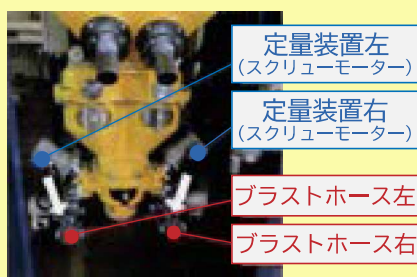 定量装置左
(スクリューモーター)
定量装置右
(スクリューモーター)
ブラストホース左
ブラストホース右